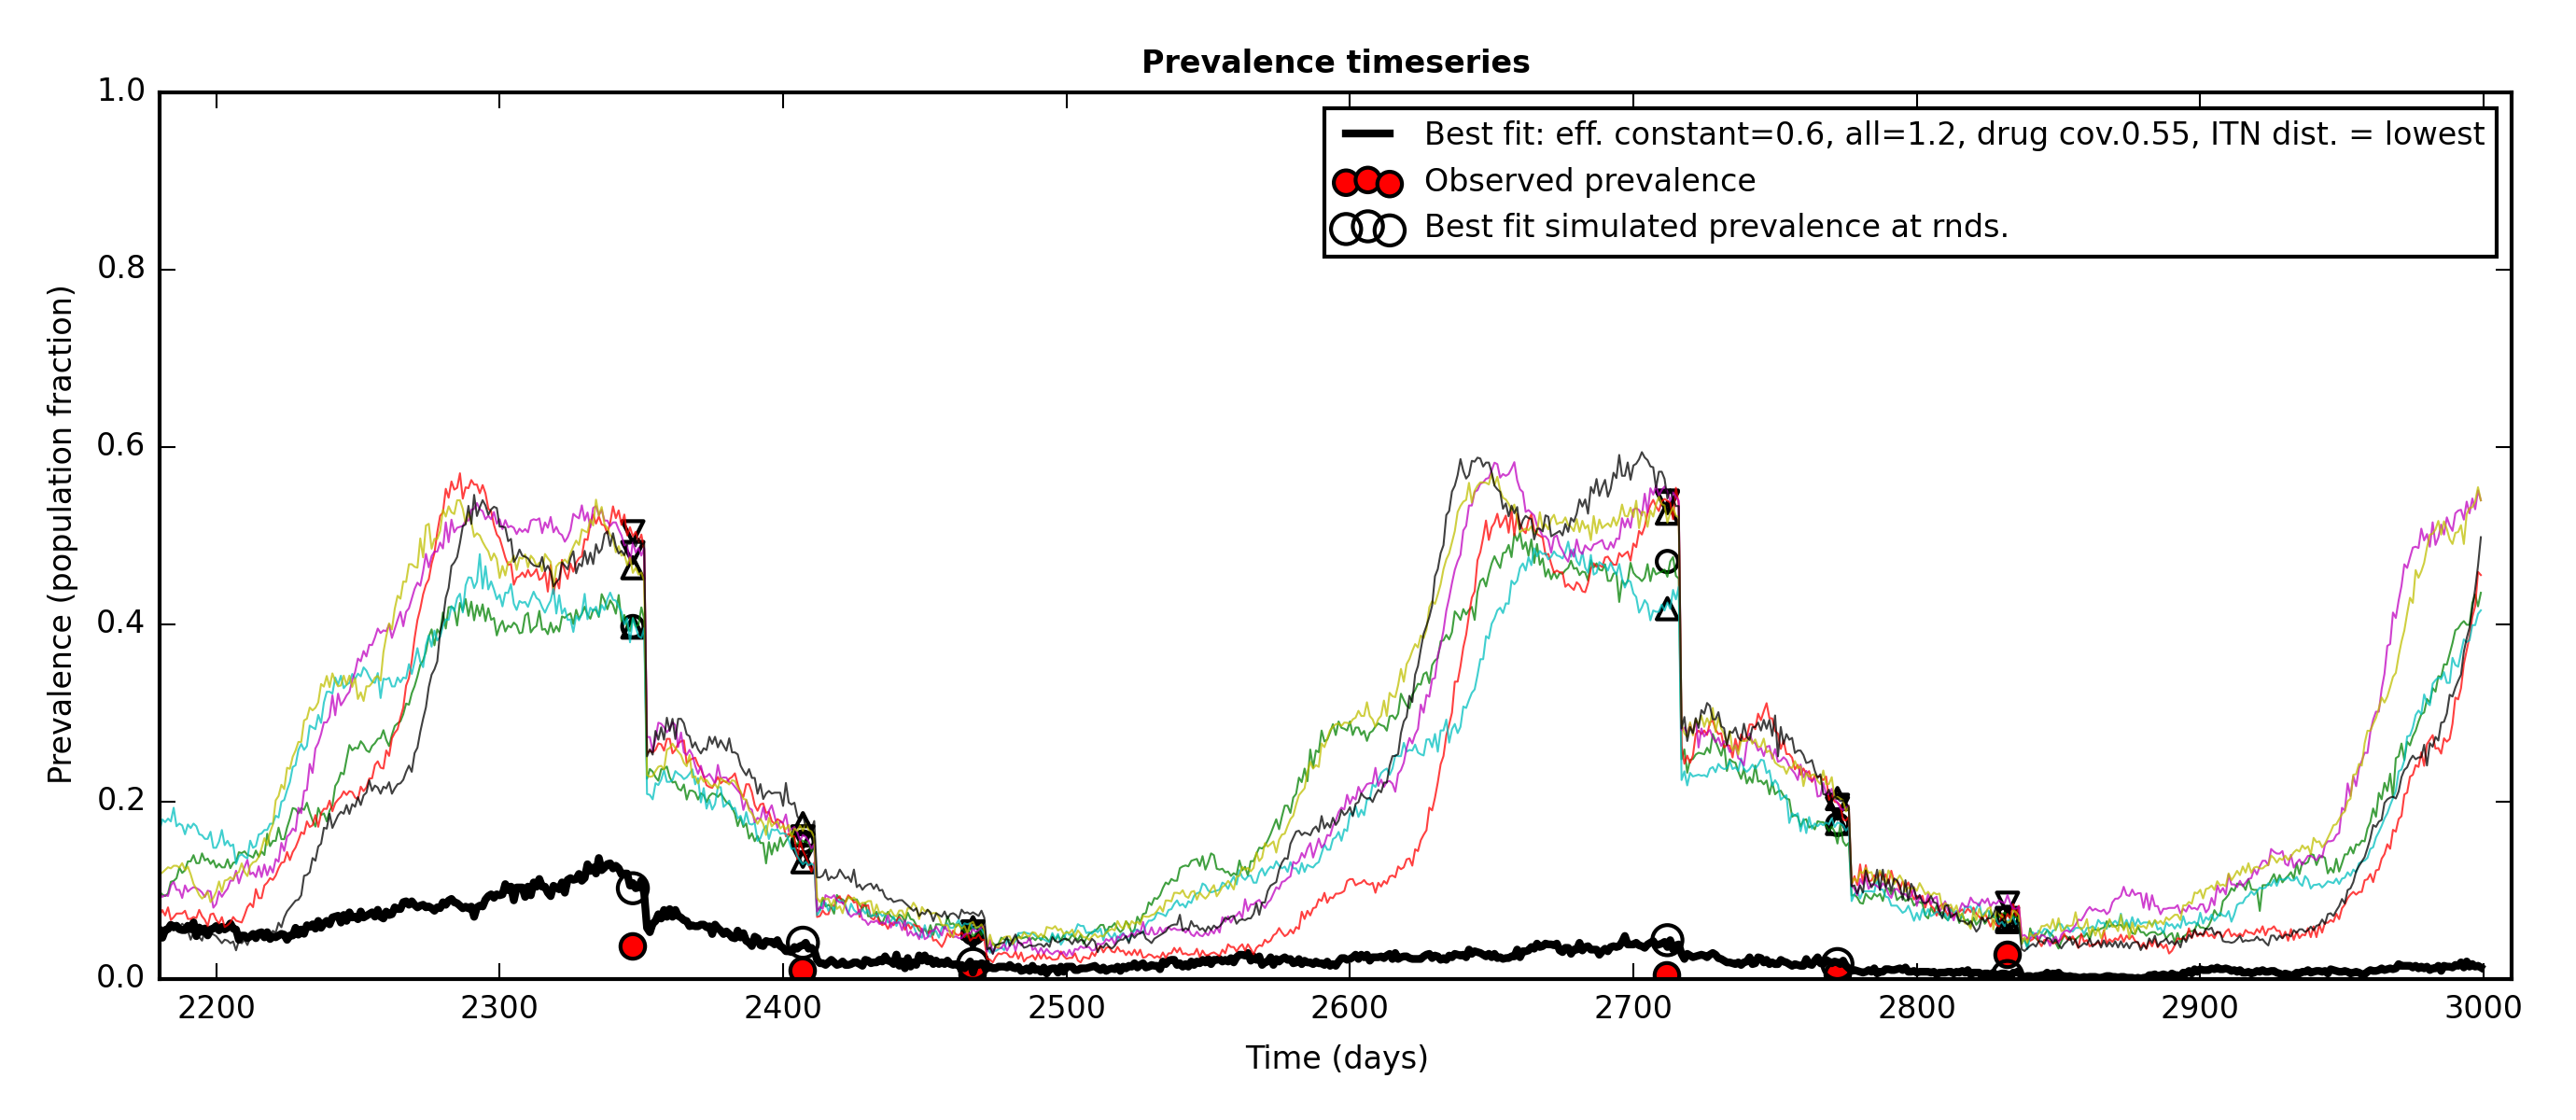 Prevalence timeseries
Best fit: eff. constant=0.6, all=1.2, drug cov.0.55, ITN dist. = lowest
Observed prevalence
Best fit simulated prevalence at rnds.
Prevalence (population fraction)
1.0
0.8
0.6
0.4
0.2
0.0
2200 2300 2400 2500 2600 2700 2800 2900 3000
Time (days)